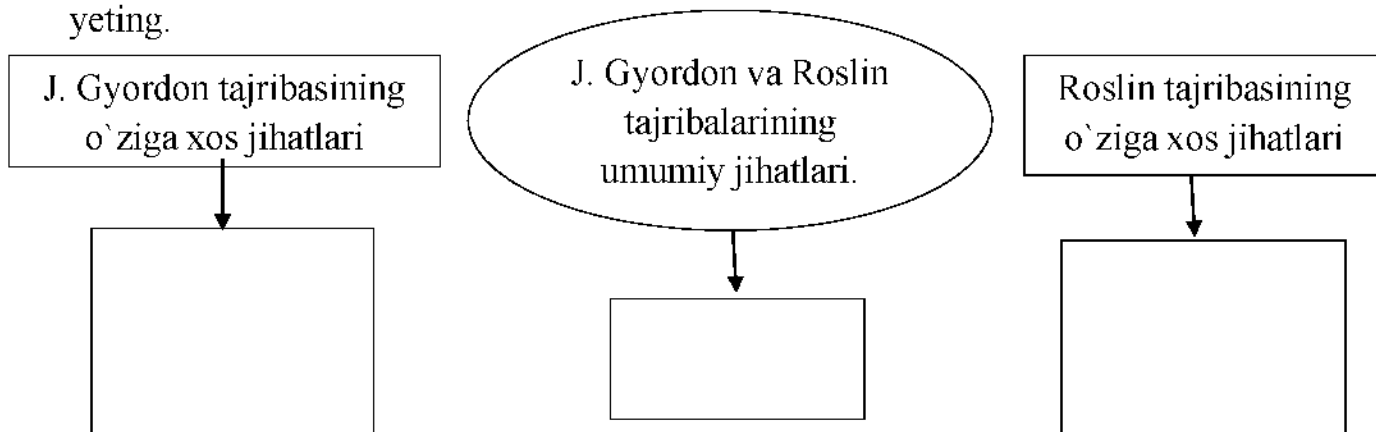 yeting.
J. Gyordon tajribasining
o`ziga xos jihatlari
J. Gyordon va Roslin
tajribalarining
umumiy jihatlari.
Roslin tajribasining
o`ziga xos jihatlari